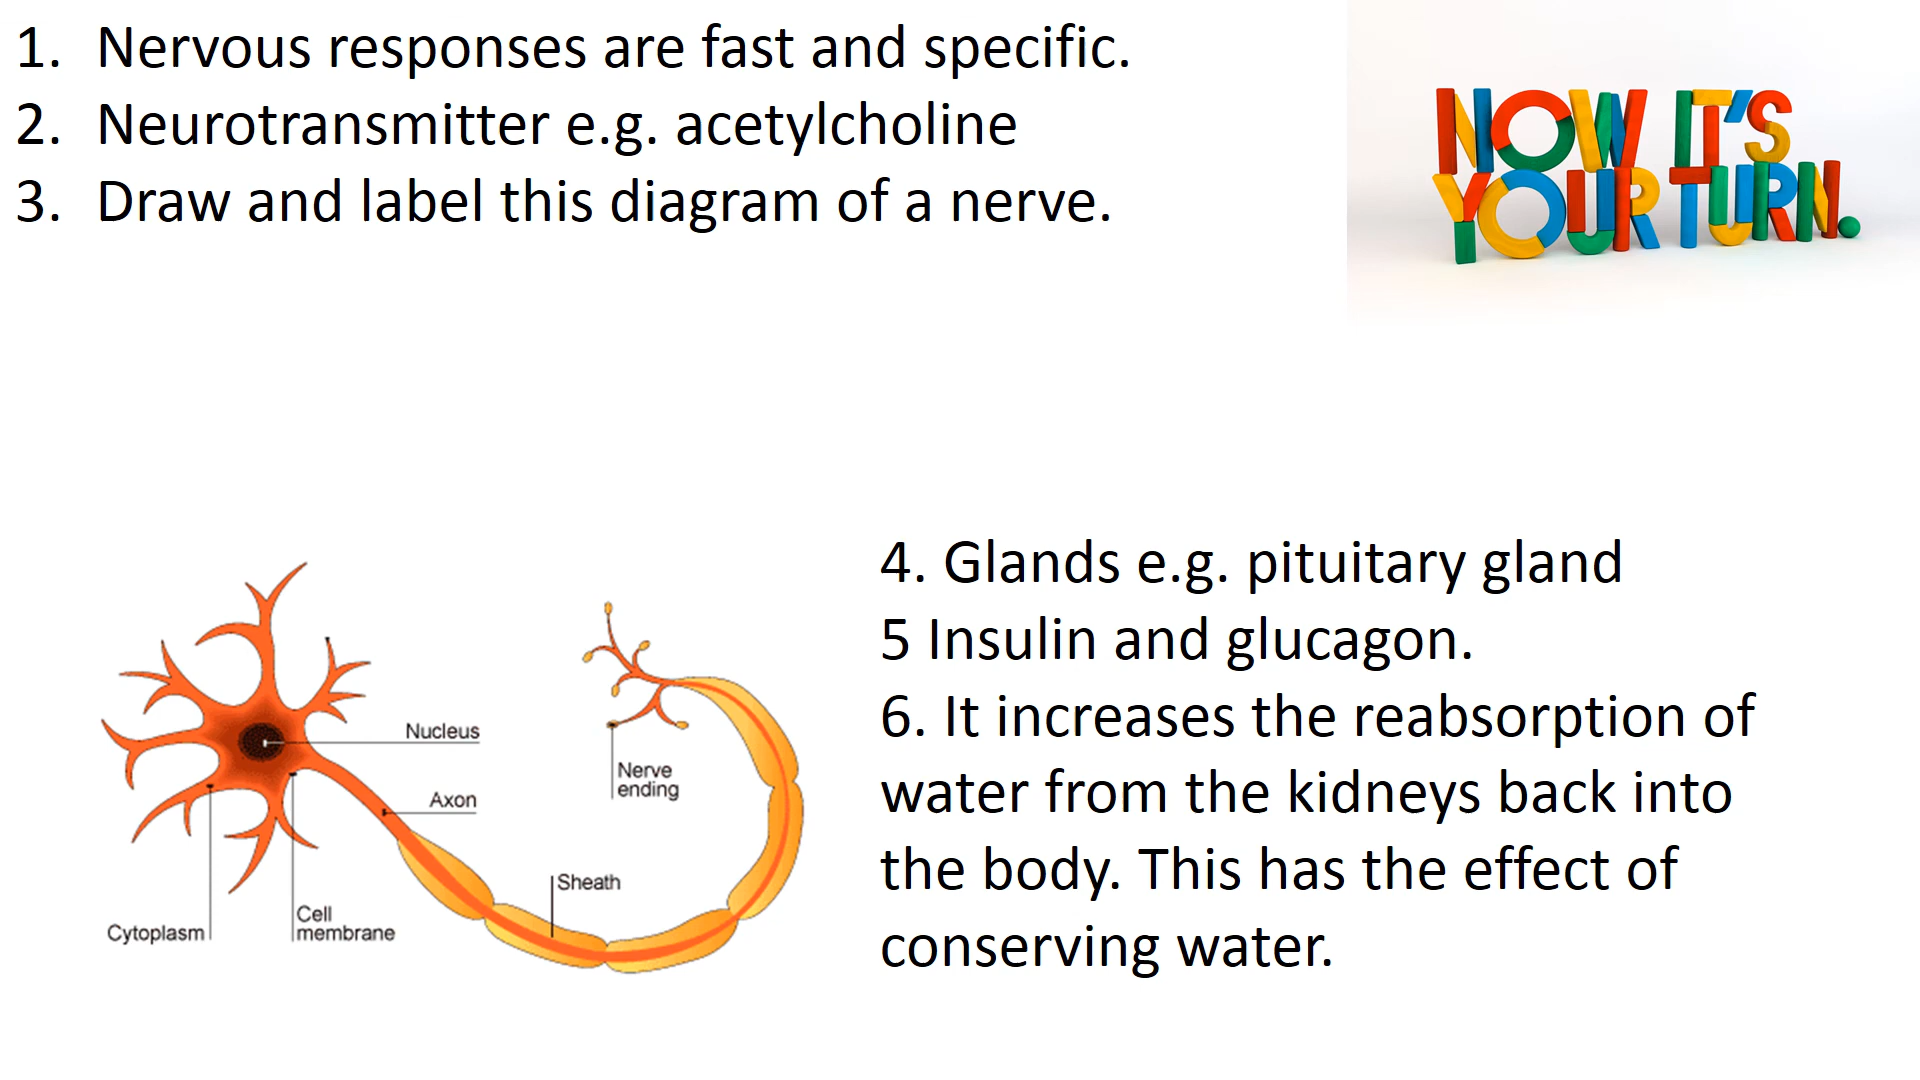 1. Nervous responses are fast and specific.
2. Neurotransmitter e.g. acetylcholine
3. Draw and label this diagram of a nerve.
NOW IT'S
YOUR TURN.
Nucleus
Axon
Nerve
ending
Sheath
Cell
membrane
Cytoplasm
4. Glands e.g. pituitary gland
5 Insulin and glucagon.
6. It increases the reabsorption of
water from the kidneys back into
the body. This has the effect of
conserving water.